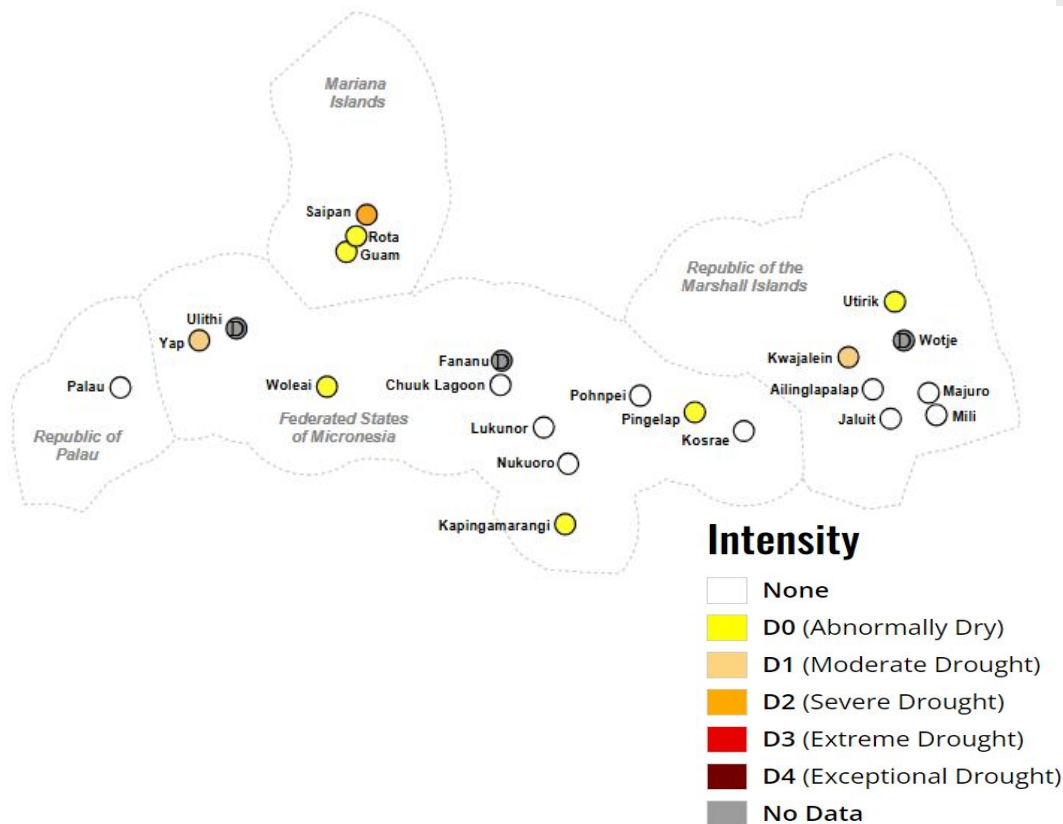 Mariana
Islands
Saipan
Rota
Guam
Republic of the
Marshall Islands
Utirik
Ulithi
D
Yap
D
Wotje
Fananu
D
Kwajalein
Palau
Woleai
Chuuk Lagoon
Pohnpei
Ailinglapalap
Majuro
Pingelap
Jaluit
Mili
Federated States
of Micronesia
Lukunor
Kosrae
Republic of
Palau
Nukuoro
Kapingamarangi
Intensity
None
D0 (Abnormally Dry)
D1 (Moderate Drought)
D2 (Severe Drought)
D3 (Extreme Drought)
D4 (Exceptional Drought)
No Data